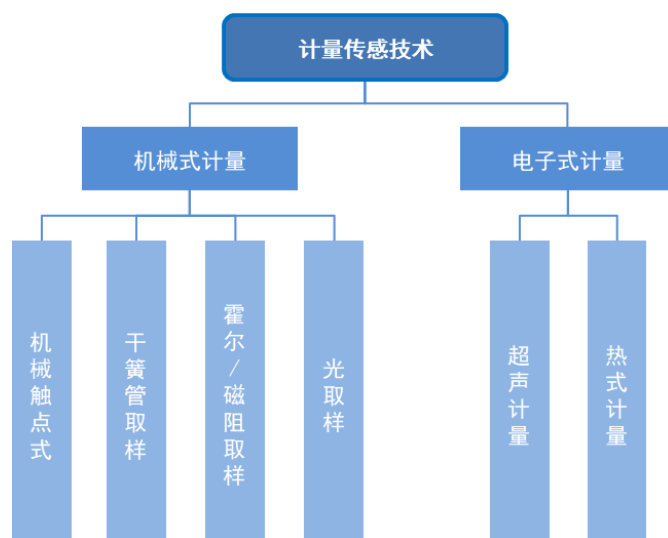 计量传感技术
机械式计量
电子式计量
机械触点式
干簧管取样
霍尔/磁阻取样
光取样
超声计量
热式计量